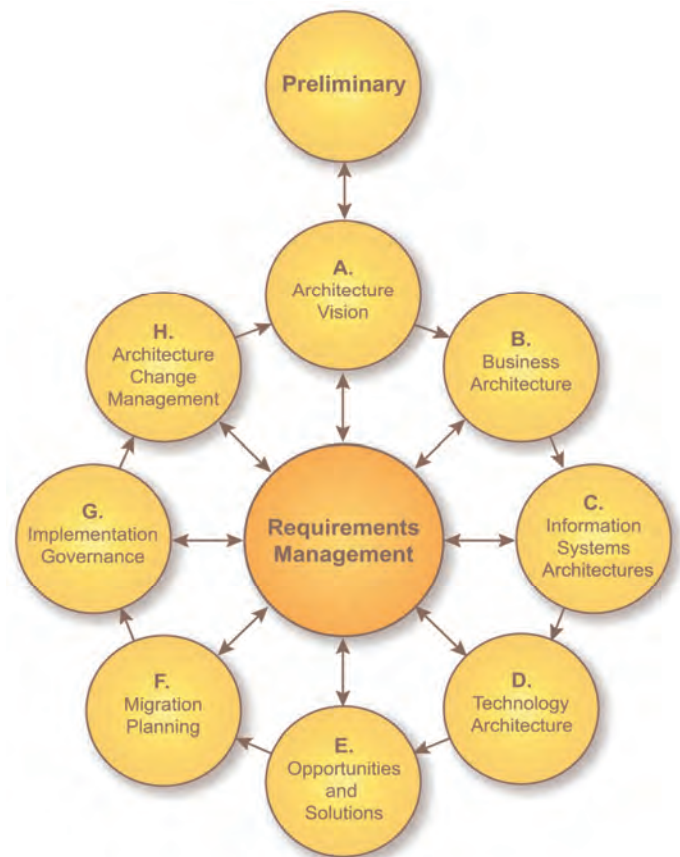 Preliminary
A.
Architecture
Vision
B.
Business
Architecture
C.
Information
Systems
Architectures
D.
Technology
Architecture
E.
Opportunities
and
Solutions
F.
Migration
Planning
G.
Implementation
Governance
H.
Architecture
Change
Management
Requirements
Management